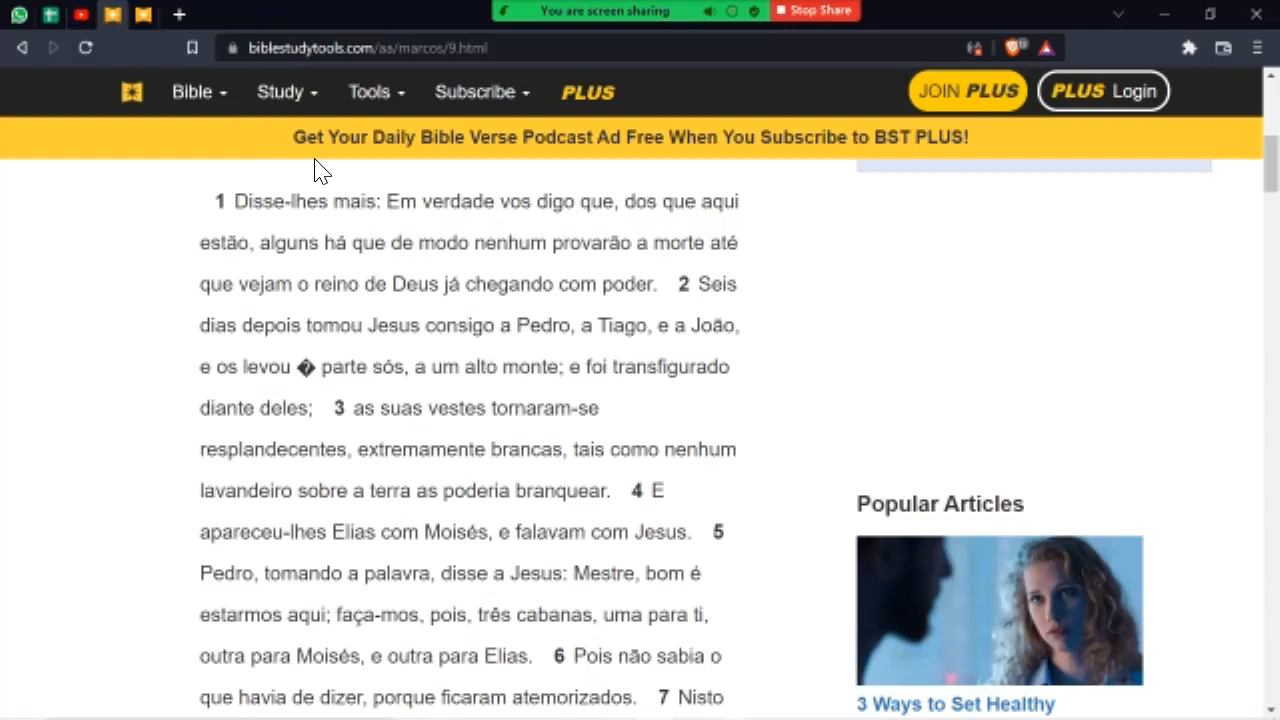 You are screen sharing
Stop Share
biblestudytools.com/aa/marcos/9.html
Bible
Study
Tools
Subscribe
PLUS
JOIN PLUS
PLUS Login
Get Your Daily Bible Verse Podcast Ad Free When You Subscribe to BST PLUS!
1 Disse-lhes mais: Em verdade vos digo que, dos que aqui
estão, alguns há que de modo nenhum provarão a morte até
que vejam o reino de Deus já chegando com poder. 2 Seis
dias depois tomou Jesus consigo a Pedro, a Tiago, e a João,
e os levou � parte sós, a um alto monte; e foi transfigurado
diante deles; 3 as suas vestes tornaram-se
resplandecentes, extremamente brancas, tais como nenhum
lavandeiro sobre a terra as poderia branquear. 4 E
apareceu-lhes Elias com Moisés, e falavam com Jesus. 5
Pedro, tomando a palavra, disse a Jesus: Mestre, bom é
estarmos aqui; faça-mos, pois, três cabanas, uma para ti,
outra para Moisés, e outra para Elias. 6 Pois não sabia o
que havia de dizer, porque ficaram atemorizados. 7 Nisto
Popular Articles
3 Ways to Set Healthy